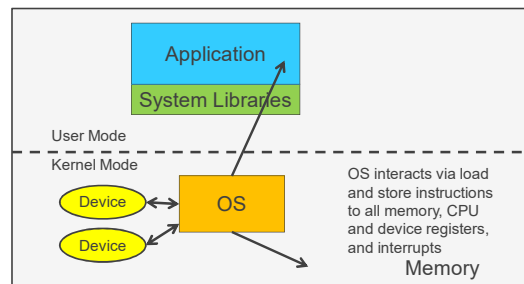 Application
System Libraries
User Mode
Kernel Mode
Device
Device
OS
OS interacts via load
and store instructions
to all memory, CPU
and device registers,
and interrupts
Memory